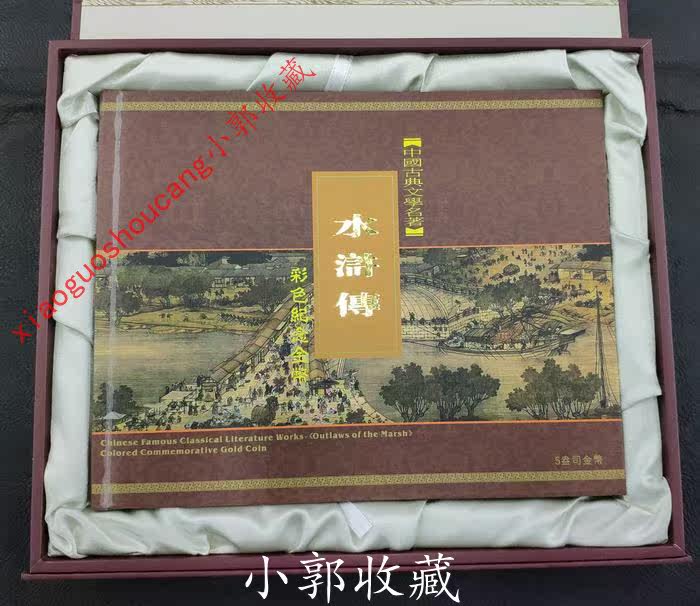 xiaoguoshoucang小郭收藏
【中國古典文學名著】
水滸傳
彩色紀念金幣
Chinese Famous Classical Literature Works-《Outlaws of the Marsh》
Colored Commemorative Gold Coin
5盎司金幣
小郭收藏